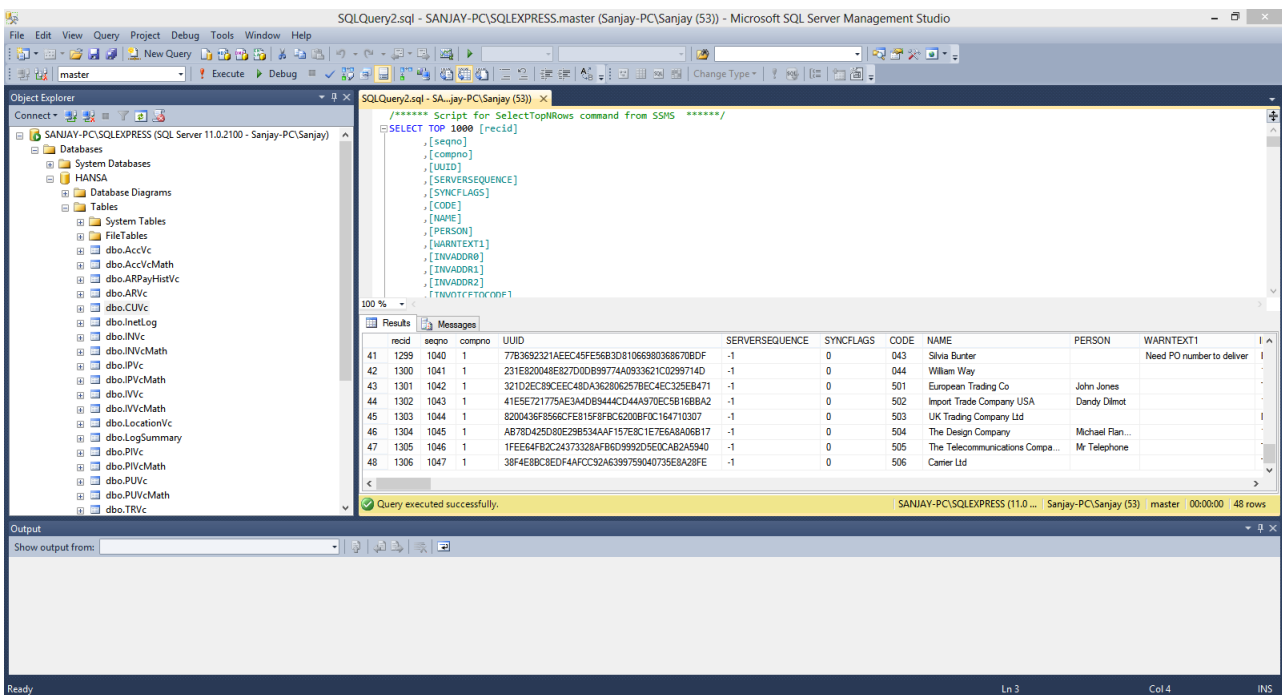 SQLQuery2.sql - SANJAY-PC\SQLEXPRESS.master (Sanjay-PC\Sanjay (53)) - Microsoft SQL Server Management Studio
File Edit View Query Project Debug Tools Window Help
New Query
master Execute Debug Change Type
Object Explorer
Connect
SANJAY-PC\SQLEXPRESS (SQL Server 11.0.2100 - Sanjay-PC\Sanjay)
Databases
System Databases
HANSA
Database Diagrams
Tables
System Tables
FileTables
dbo.AccVc
dbo.AccVcMath
dbo.ARPayHistVc
dbo.ARVc
dbo.CUVc
dbo.InetLog
dbo.INVc
dbo.INVcMath
dbo.IPVc
dbo.IPVcMath
dbo.IVVc
dbo.IVVcMath
dbo.LocationVc
dbo.LogSummary
dbo.PIVc
dbo.PIVcMath
dbo.PUVc
dbo.PUVcMath
dbo.TRVc
SQLQuery2.sql - SA...jay-PC\Sanjay (53))
/****** Script for SelectTopNRows command from SSMS ******/
SELECT TOP 1000 [recid]
,[seqno]
,[compno]
,[UUID]
,[SERVERSEQUENCE]
,[SYNCFLAGS]
,[CODE]
,[NAME]
,[PERSON]
,[WARNTEXT1]
,[INVADDR0]
,[INVADDR1]
,[INVADDR2]
,[INVOICETOCODE]
100 %
Results Messages
recid seqno compno UUID SERVERSEQUENCE SYNCFLAGS CODE NAME PERSON WARNTEXT1
41 1299 1040 1 77B3692321AEEC45FE56B3D81066980368670BDF -1 0 043 Silvia Bunter Need PO number to deliver
42 1300 1041 1 231E820048E827D0DB99774A0933621C0299714D -1 0 044 William Way
43 1301 1042 1 321D2EC89CEEC48DA362806257BEC4EC325EB471 -1 0 501 European Trading Co John Jones
44 1302 1043 1 41E5E721775AE3A4DB9444CD44A970EC5B16BBA2 -1 0 502 Import Trade Company USA Dandy Dilmot
45 1303 1044 1 8200436F8566CFE815F8FBC6200BF0C164710307 -1 0 503 UK Trading Company Ltd
46 1304 1045 1 AB78D425D80E29B534AAF157E8C1E7E6A8A06B17 -1 0 504 The Design Company Michael Flan...
47 1305 1046 1 1FEE64FB2C24373328AFB6D9992D5E0CAB2A5940 -1 0 505 The Telecommunications Compa... Mr Telephone
48 1306 1047 1 38F4E8BC8EDF4AFCC92A6399759040735E8A28FE -1 0 506 Carrier Ltd
Query executed successfully. SANJAY-PC\SQLEXPRESS (11.0 ... Sanjay-PC\Sanjay (53) master 00:00:00 48 rows
Output
Show output from:
Ready Ln 3 Col 4 INS